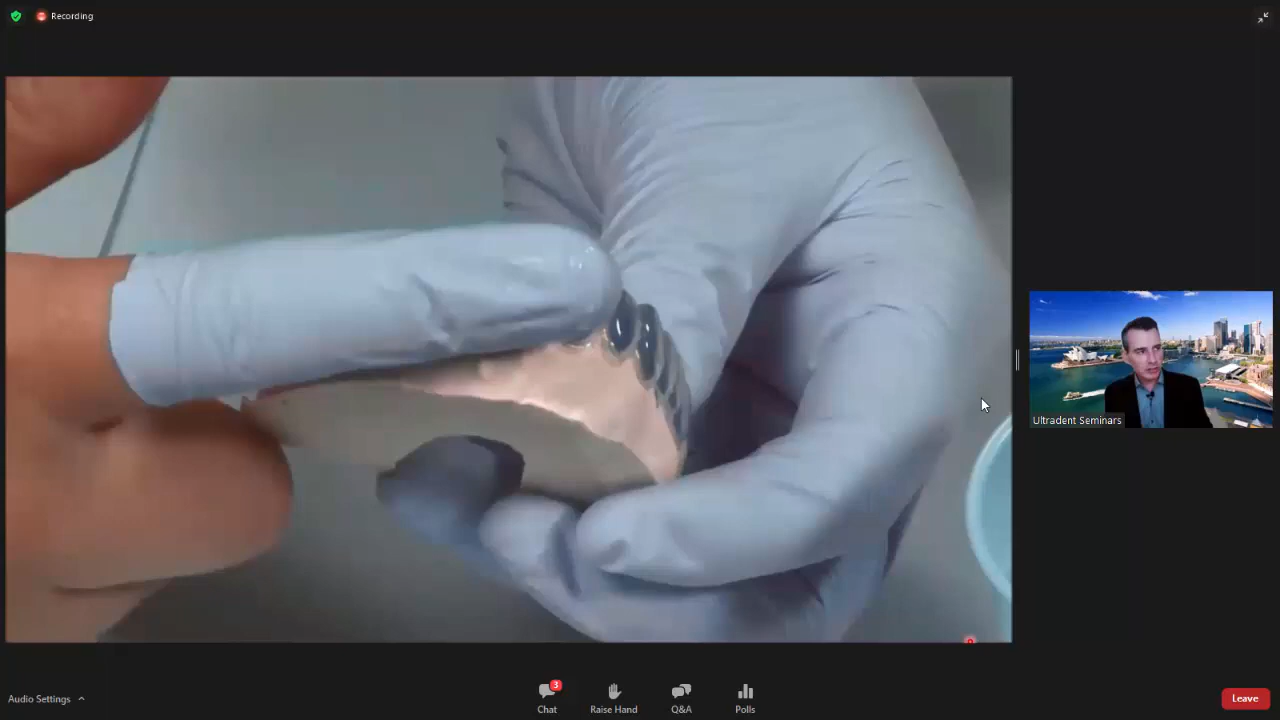 Recording
Ultradent Seminars
Audio Settings
3
Chat
Raise Hand
Q&A
Polls
Leave